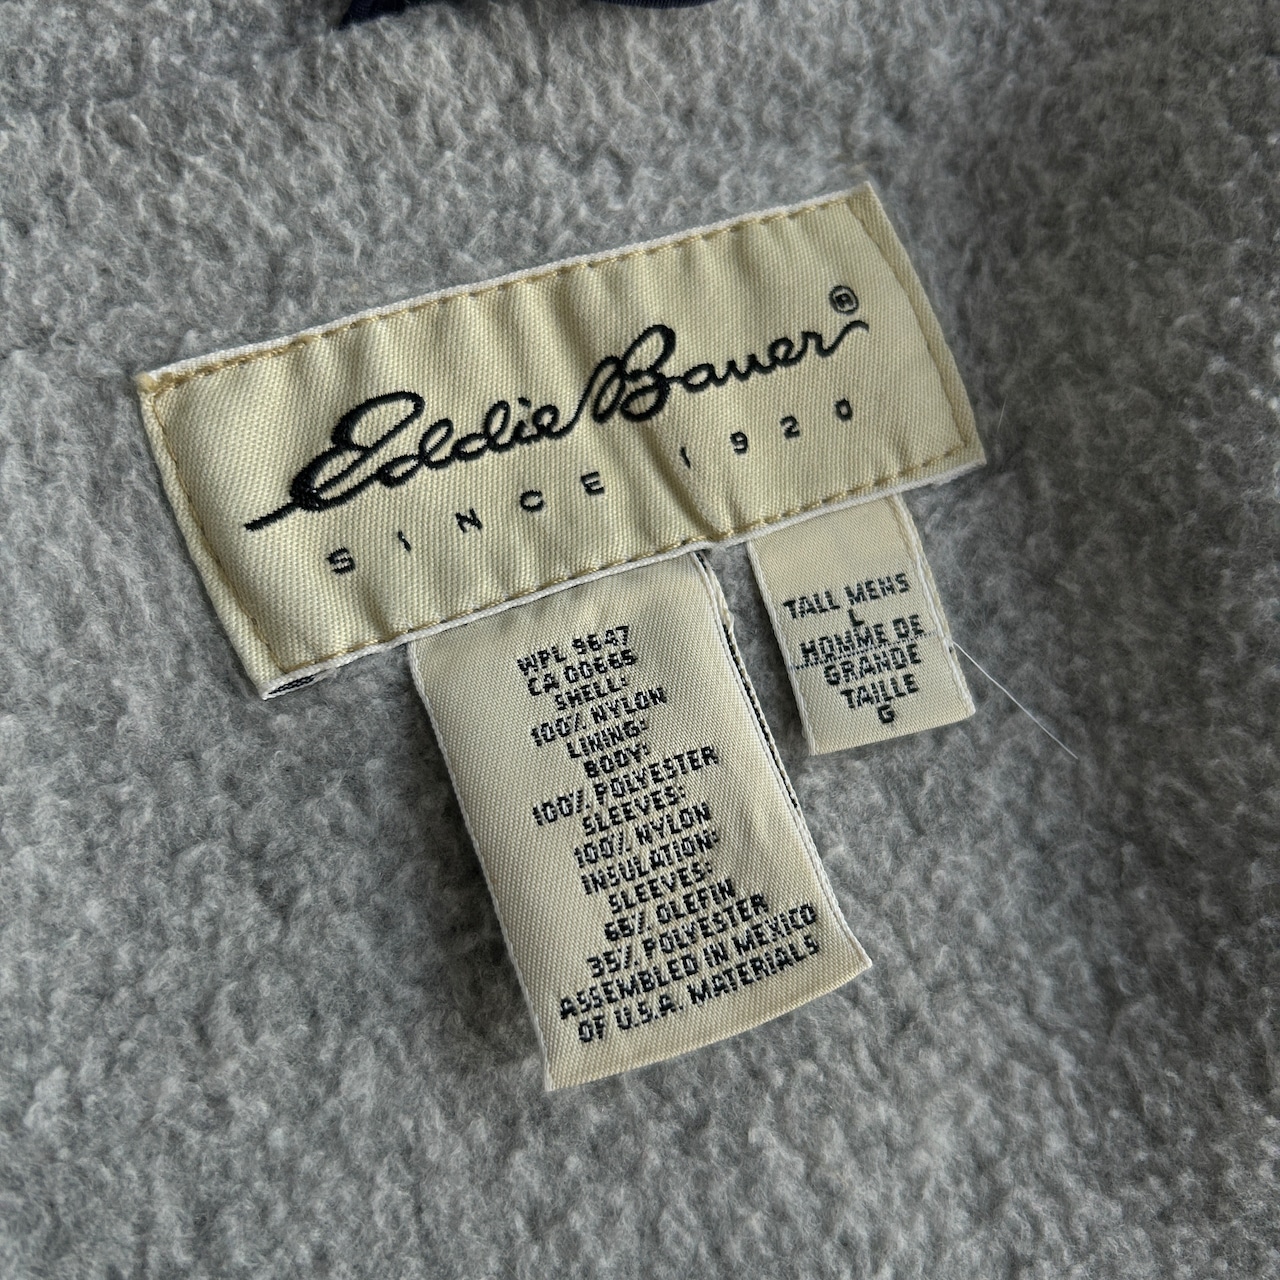 Eddie Bauer®
SINCE 1920
WPL 9647
CA 00665
SHELL:
100% NYLON
LINING:
BODY:
100% POLYESTER
SLEEVES:
100% NYLON
INSULATION:
SLEEVES:
65% OLEFIN
35% POLYESTER
ASSEMBLED IN MEXICO
OF U.S.A. MATERIALS
TALL MENS
L
HOMME DE
GRANDE
TAILLE
G